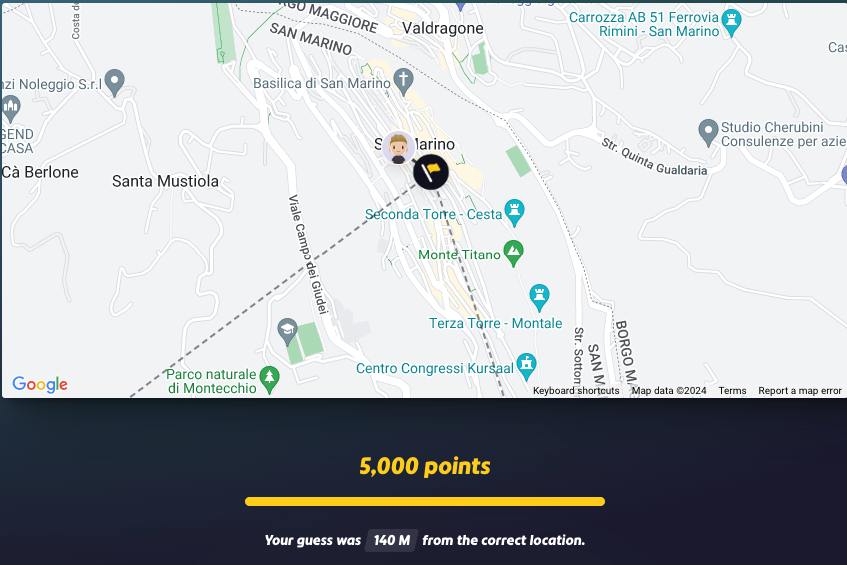 RGO MAGGIORE
Valdragone
SAN MARINO
Carrozza AB 51 Ferrovia
Rimini - San Marino
Costa de
Cas
nzi Noleggio S.r.l
Basilica di San Marino
GEND
CASA
Studio Cherubini
Consulenze per azie
Str. Quinta Gualdaria
Cà Berlone
Santa Mustiola
Viale Campo dei Giudei
Seconda Torre - Cesta
Monte Titano
Terza Torre - Montale
Centro Congressi Kursaal
Parco naturale
di Montecchio
Str. Sotton
SAN M
BORGO MA
Google
Keyboard shortcuts Map data ©2024 Terms Report a map error
5,000 points
Your guess was 140 M from the correct location.